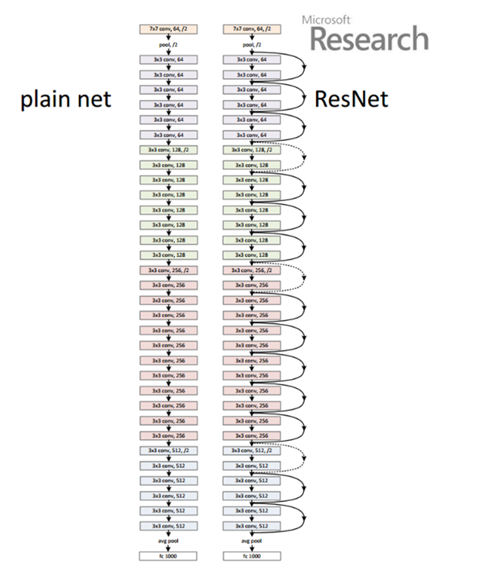 Microsoft
Research
plain net
7x7 conv, 64, /2
pool, /2
3x3 conv, 64
3x3 conv, 64
3x3 conv, 64
3x3 conv, 64
3x3 conv, 64
3x3 conv, 64
3x3 conv, 128, /2
3x3 conv, 128
3x3 conv, 128
3x3 conv, 128
3x3 conv, 128
3x3 conv, 128
3x3 conv, 128
3x3 conv, 128
3x3 conv, 256, /2
3x3 conv, 256
3x3 conv, 256
3x3 conv, 256
3x3 conv, 256
3x3 conv, 256
3x3 conv, 256
3x3 conv, 256
3x3 conv, 256
3x3 conv, 256
3x3 conv, 256
3x3 conv, 256
3x3 conv, 512, /2
3x3 conv, 512
3x3 conv, 512
3x3 conv, 512
3x3 conv, 512
3x3 conv, 512
avg pool
fc 1000
ResNet
7x7 conv, 64, /2
pool, /2
3x3 conv, 64
3x3 conv, 64
3x3 conv, 64
3x3 conv, 64
3x3 conv, 64
3x3 conv, 64
3x3 conv, 128, /2
3x3 conv, 128
3x3 conv, 128
3x3 conv, 128
3x3 conv, 128
3x3 conv, 128
3x3 conv, 128
3x3 conv, 128
3x3 conv, 256, /2
3x3 conv, 256
3x3 conv, 256
3x3 conv, 256
3x3 conv, 256
3x3 conv, 256
3x3 conv, 256
3x3 conv, 256
3x3 conv, 256
3x3 conv, 256
3x3 conv, 256
3x3 conv, 256
3x3 conv, 512, /2
3x3 conv, 512
3x3 conv, 512
3x3 conv, 512
3x3 conv, 512
3x3 conv, 512
avg pool
fc 1000